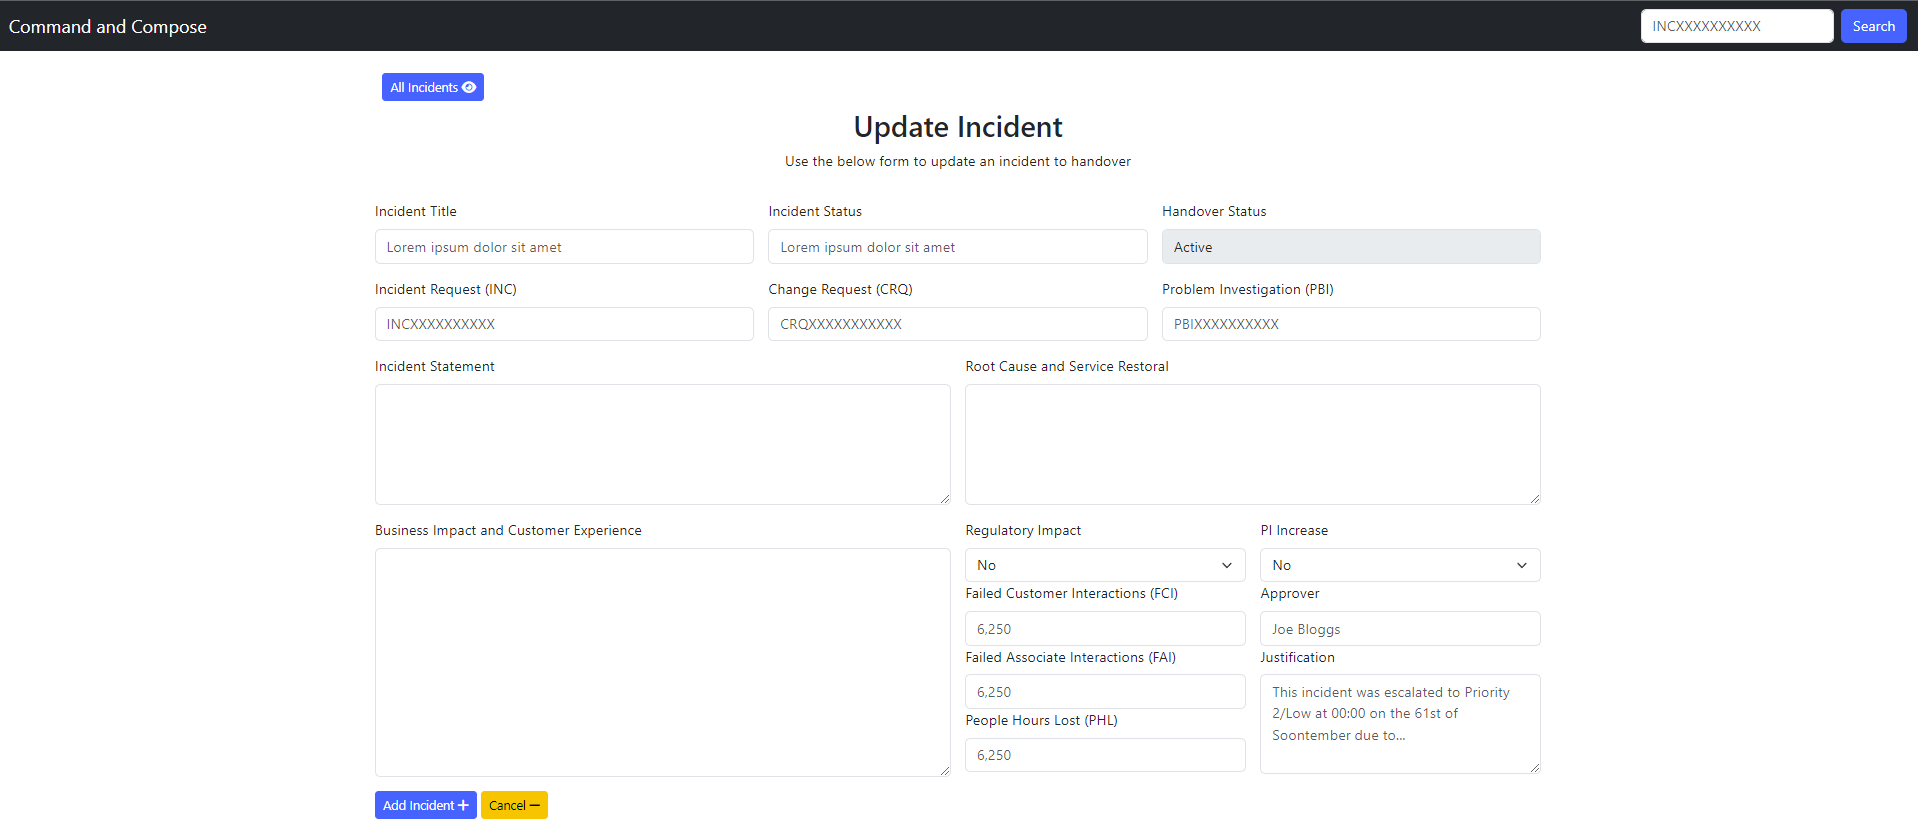 Command and Compose
INCXXXXXXXXXX
Search
All Incidents
Update Incident
Use the below form to update an incident to handover
Incident Title
Incident Status
Handover Status
Lorem ipsum dolor sit amet
Lorem ipsum dolor sit amet
Active
Incident Request (INC)
Change Request (CRQ)
Problem Investigation (PBI)
INCXXXXXXXXXX
CRQXXXXXXXXXXX
PBIXXXXXXXXXX
Incident Statement
Root Cause and Service Restoral
Business Impact and Customer Experience
Regulatory Impact
PI Increase
No
No
Failed Customer Interactions (FCI)
Approver
6,250
Joe Bloggs
Failed Associate Interactions (FAI)
Justification
6,250
This incident was escalated to Priority
2/Low at 00:00 on the 61st of
Soontember due to...
People Hours Lost (PHL)
6,250
Add Incident
Cancel